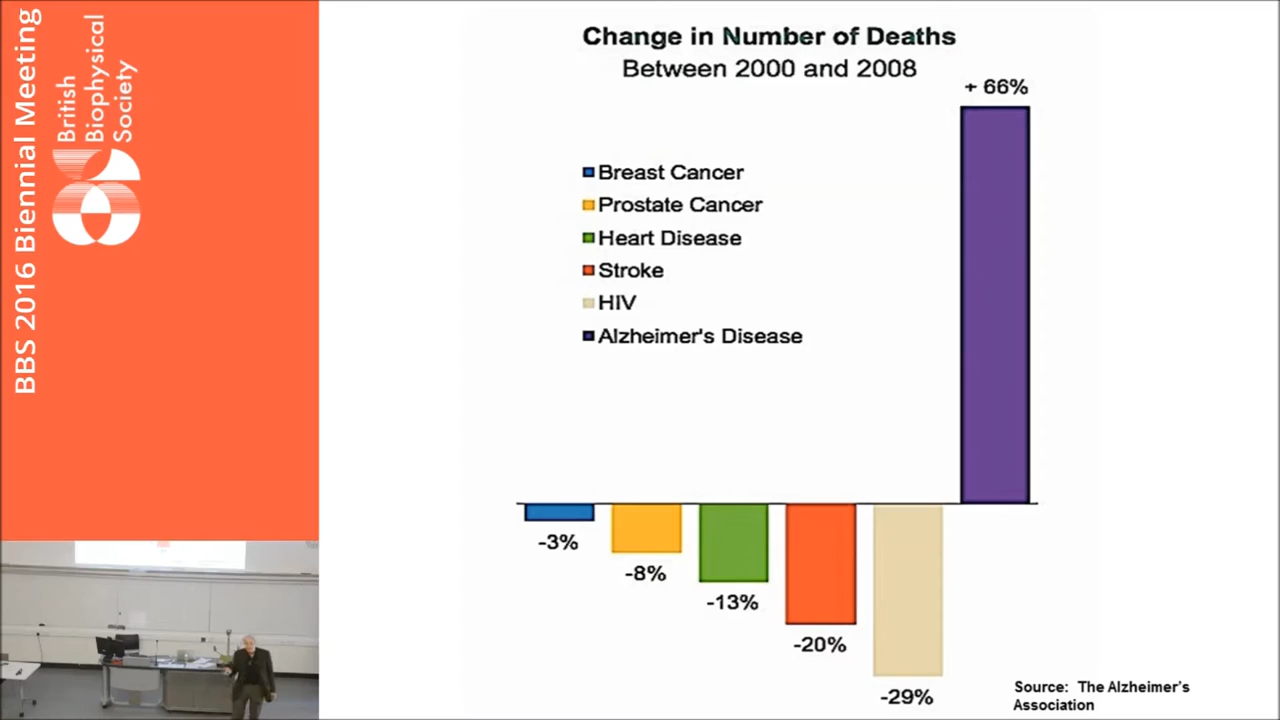 BBS 2016 Biennial Meeting
British
Biophysical
Society
Change in Number of Deaths
Between 2000 and 2008
+ 66%
Breast Cancer
Prostate Cancer
Heart Disease
Stroke
HIV
Alzheimer's Disease
-3%
-8%
-13%
-20%
-29%
Source: The Alzheimer's
Association